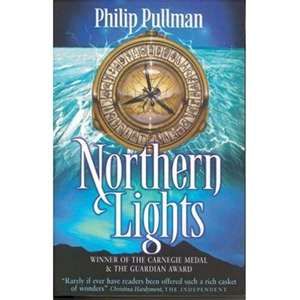 Philip Pullman
Northern
Lights
WINNER OF THE CARNEGIE MEDAL
& THE GUARDIAN AWARD
"Rarely if ever have readers been offered such a rich casket
of wonders" Christina Hardyment, THE INDEPENDENT